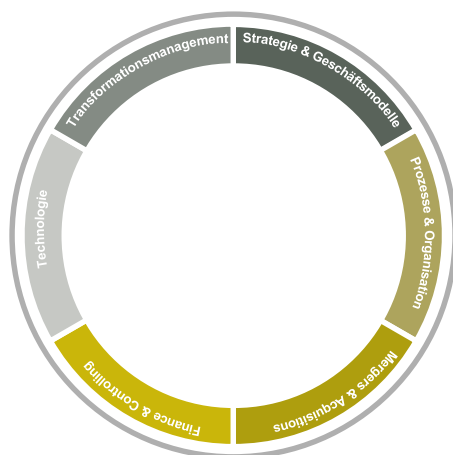 Strategie & Geschäftsmodelle
Prozesse & Organisation
Mergers & Acquisitions
Finance & Controlling
Technologie
Transformationsmanagement